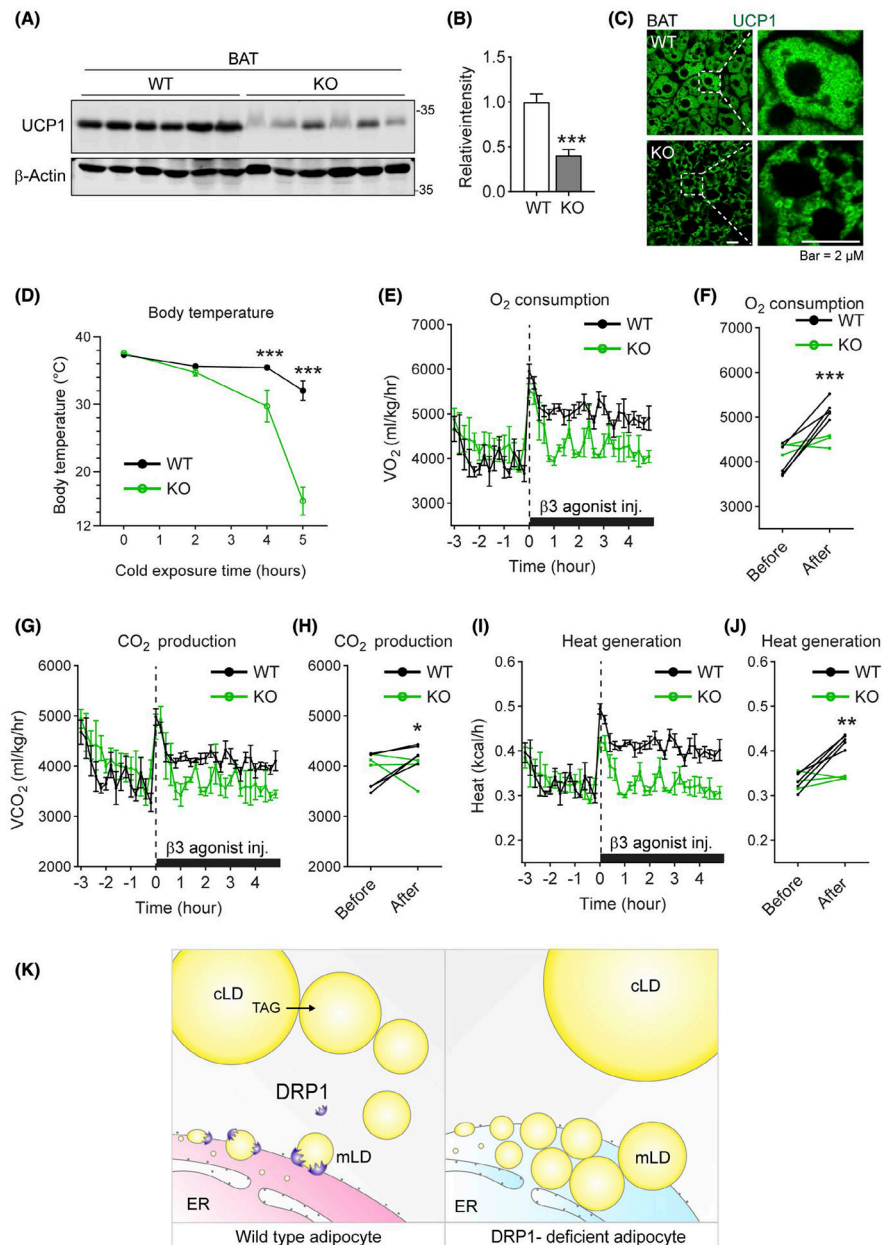 (A)
BAT
WT KO
UCP1
-35
β-Actin
-35
(B)
Relativeintensity
1.5
1.0
0.5
0.0
***
WT KO
(C)
BAT UCP1
WT
KO
Bar = 2 µM
(D)
Body temperature
Body temperature (°C)
40
36
30
24
16
12
*** ***
WT
KO
0 1 2 3 4 5
Cold exposure time (hours)
(E)
O2 consumption
VO2 (ml/kg/hr)
7000
6000
5000
4000
3000
WT
KO
β3 agonist inj.
-3 -2 -1 0 1 2 3 4
Time (hour)
(F)
O2 consumption
7000
6000
5000
4000
3000
WT
KO
***
Before After
(G)
CO2 production
VCO2 (ml/kg/hr)
6000
5000
4000
3000
2000
WT
KO
β3 agonist inj.
-3 -2 -1 0 1 2 3 4
Time (hour)
(H)
CO2 production
6000
5000
4000
3000
2000
WT
KO
*
Before After
(I)
Heat generation
Heat (kcal/h)
0.6
0.5
0.4
0.3
0.2
WT
KO
β3 agonist inj.
-3 -2 -1 0 1 2 3 4
Time (hour)
(J)
Heat generation
0.6
0.5
0.4
0.3
0.2
WT
KO
**
Before After
(K)
cLD
TAG
DRP1
mLD
ER
Wild type adipocyte
cLD
mLD
ER
DRP1- deficient adipocyte